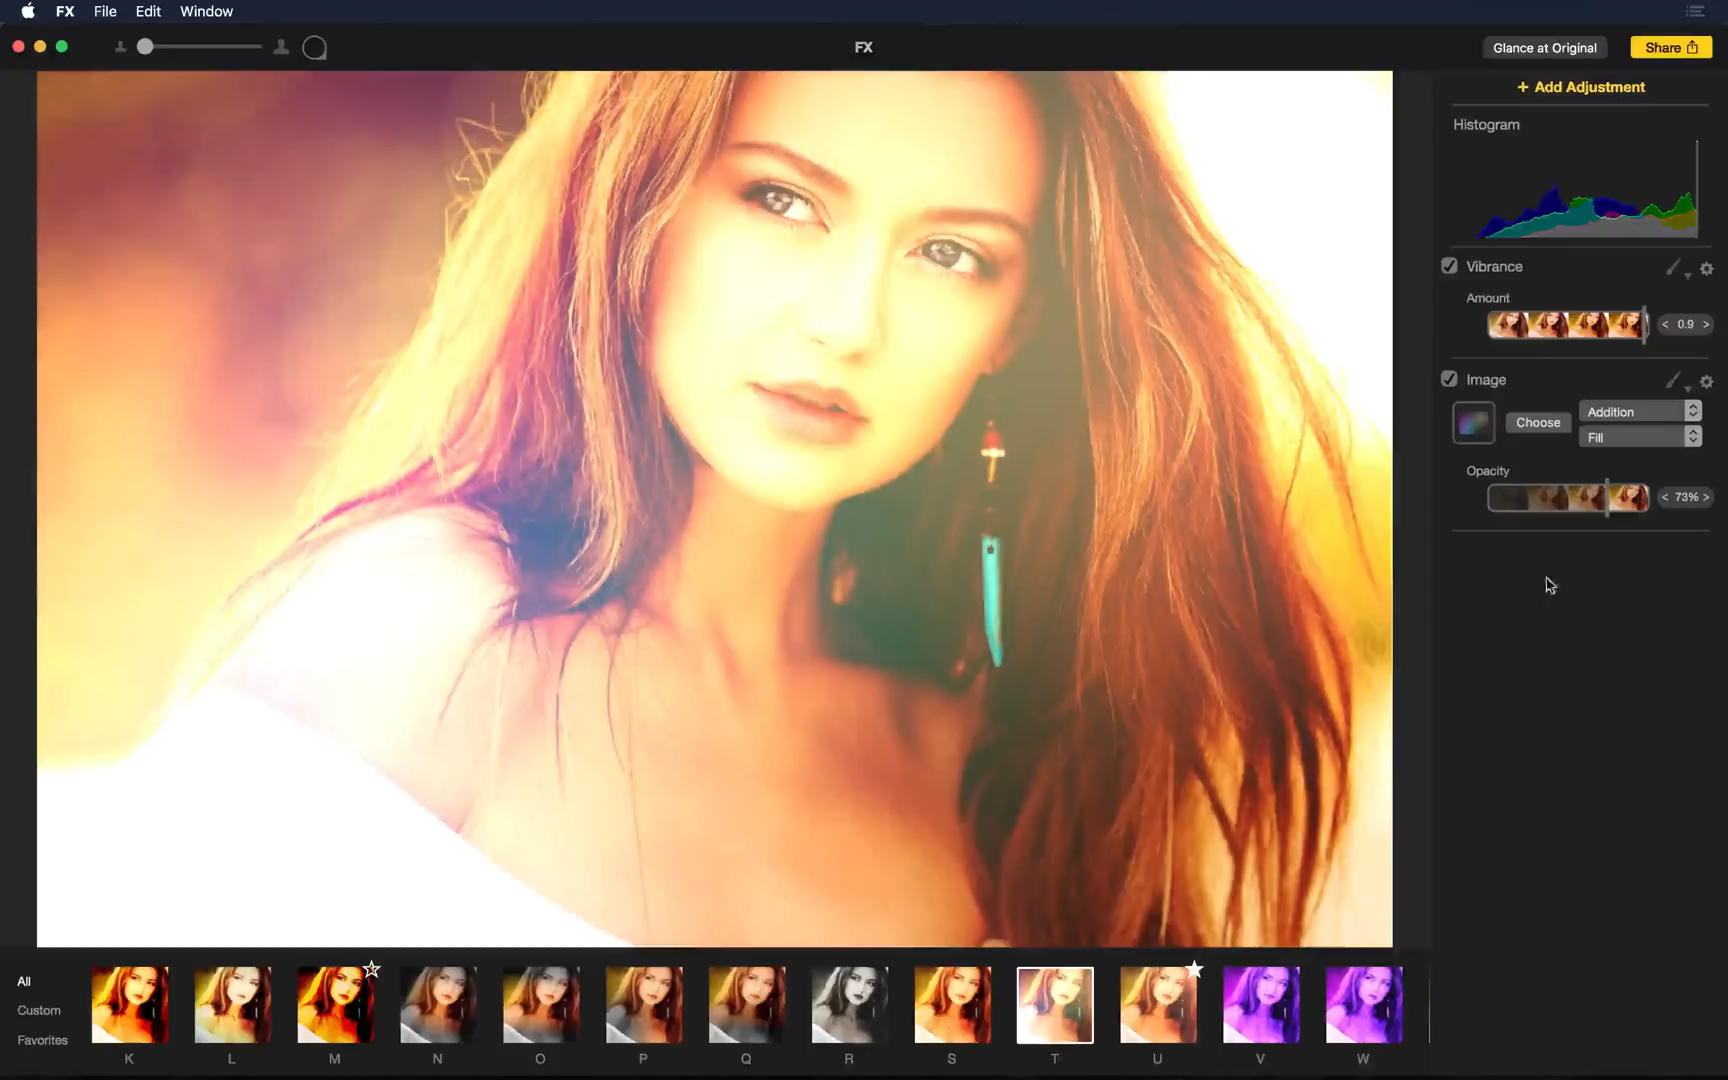 FX File Edit Window
FX
Glance at Original
Share
+ Add Adjustment
Histogram
Vibrance
Amount
< 0.9 >
Image
Choose
Addition
Fill
Opacity
< 73% >
All
Custom
Favorites
K L M N O P Q R S T U V W